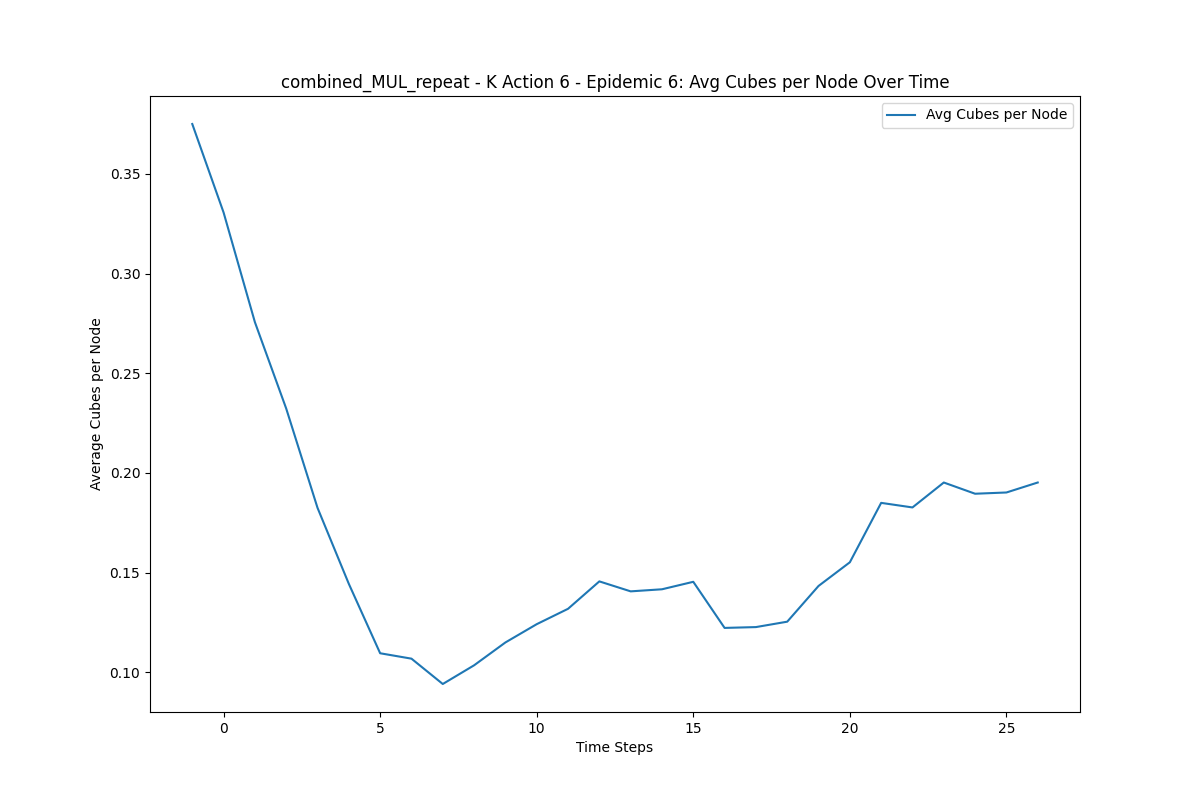 combined_MUL_repeat - K Action 6 - Epidemic 6: Avg Cubes per Node Over Time
Avg Cubes per Node
0.35
0.30
0.25
0.20
0.15
0.10
Average Cubes per Node
0 5 10 15 20 25
Time Steps